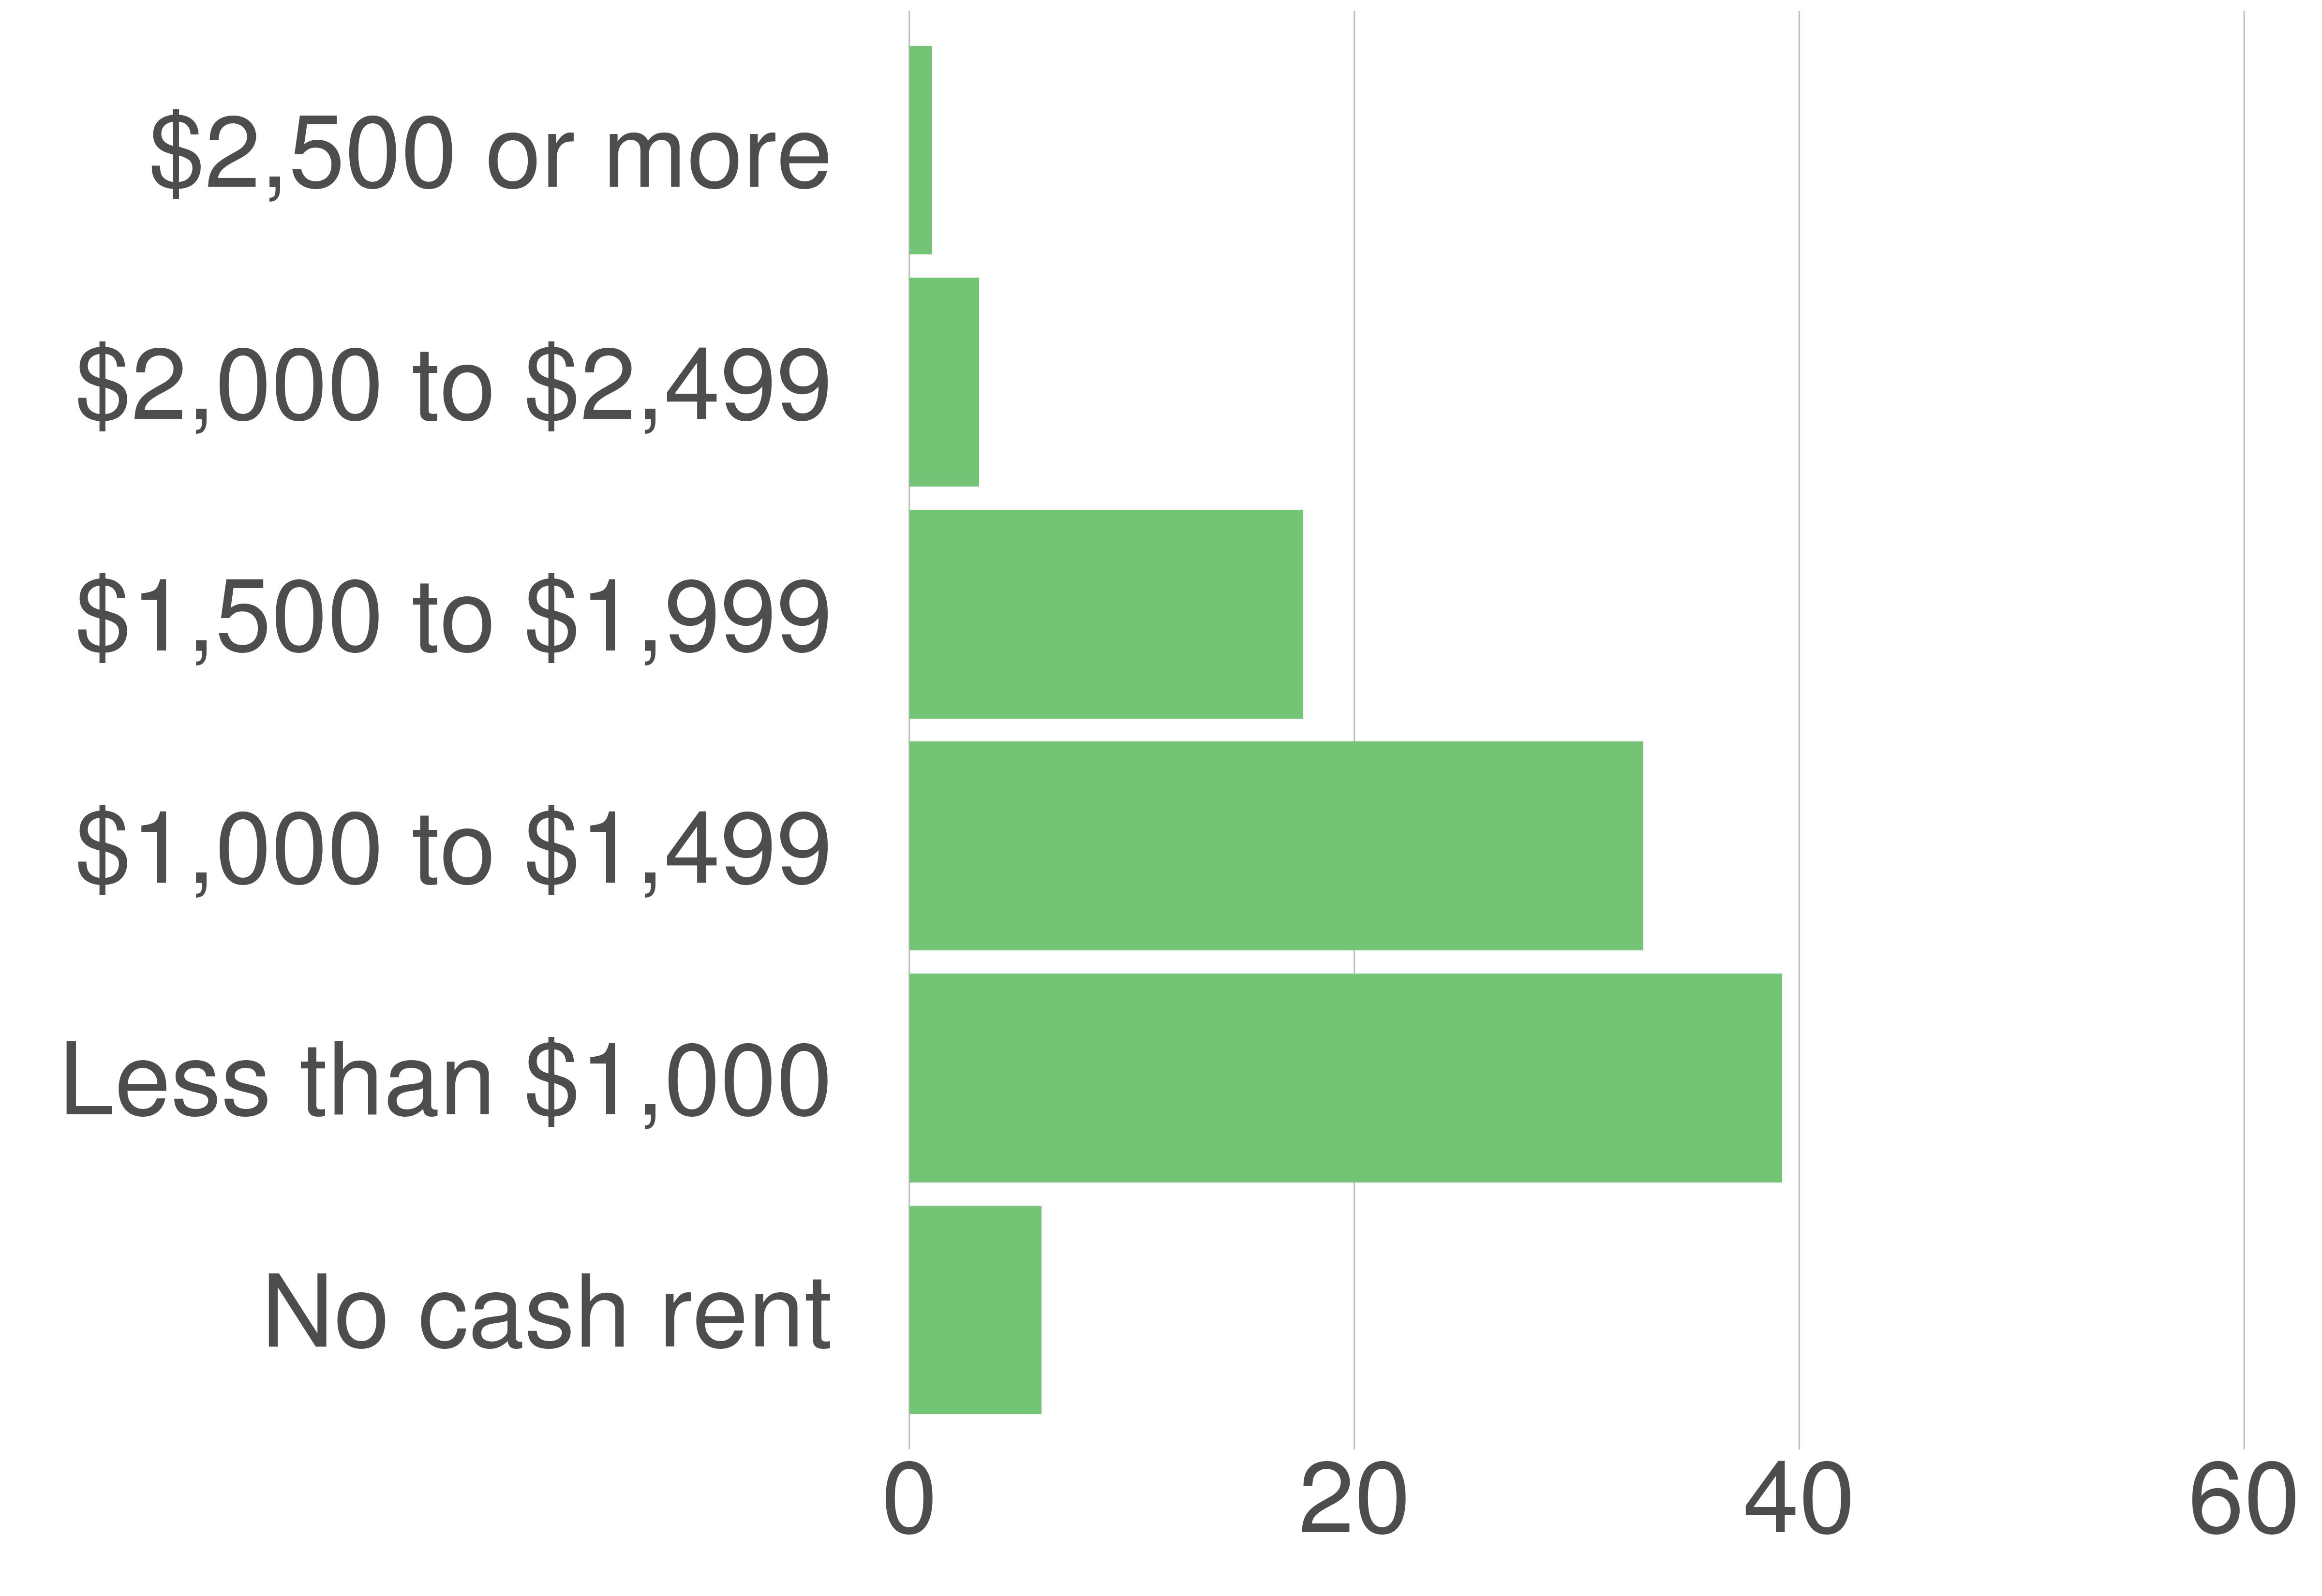 $2,500 or more
$2,000 to $2,499
$1,500 to $1,999
$1,000 to $1,499
Less than $1,000
No cash rent
0 20 40 60